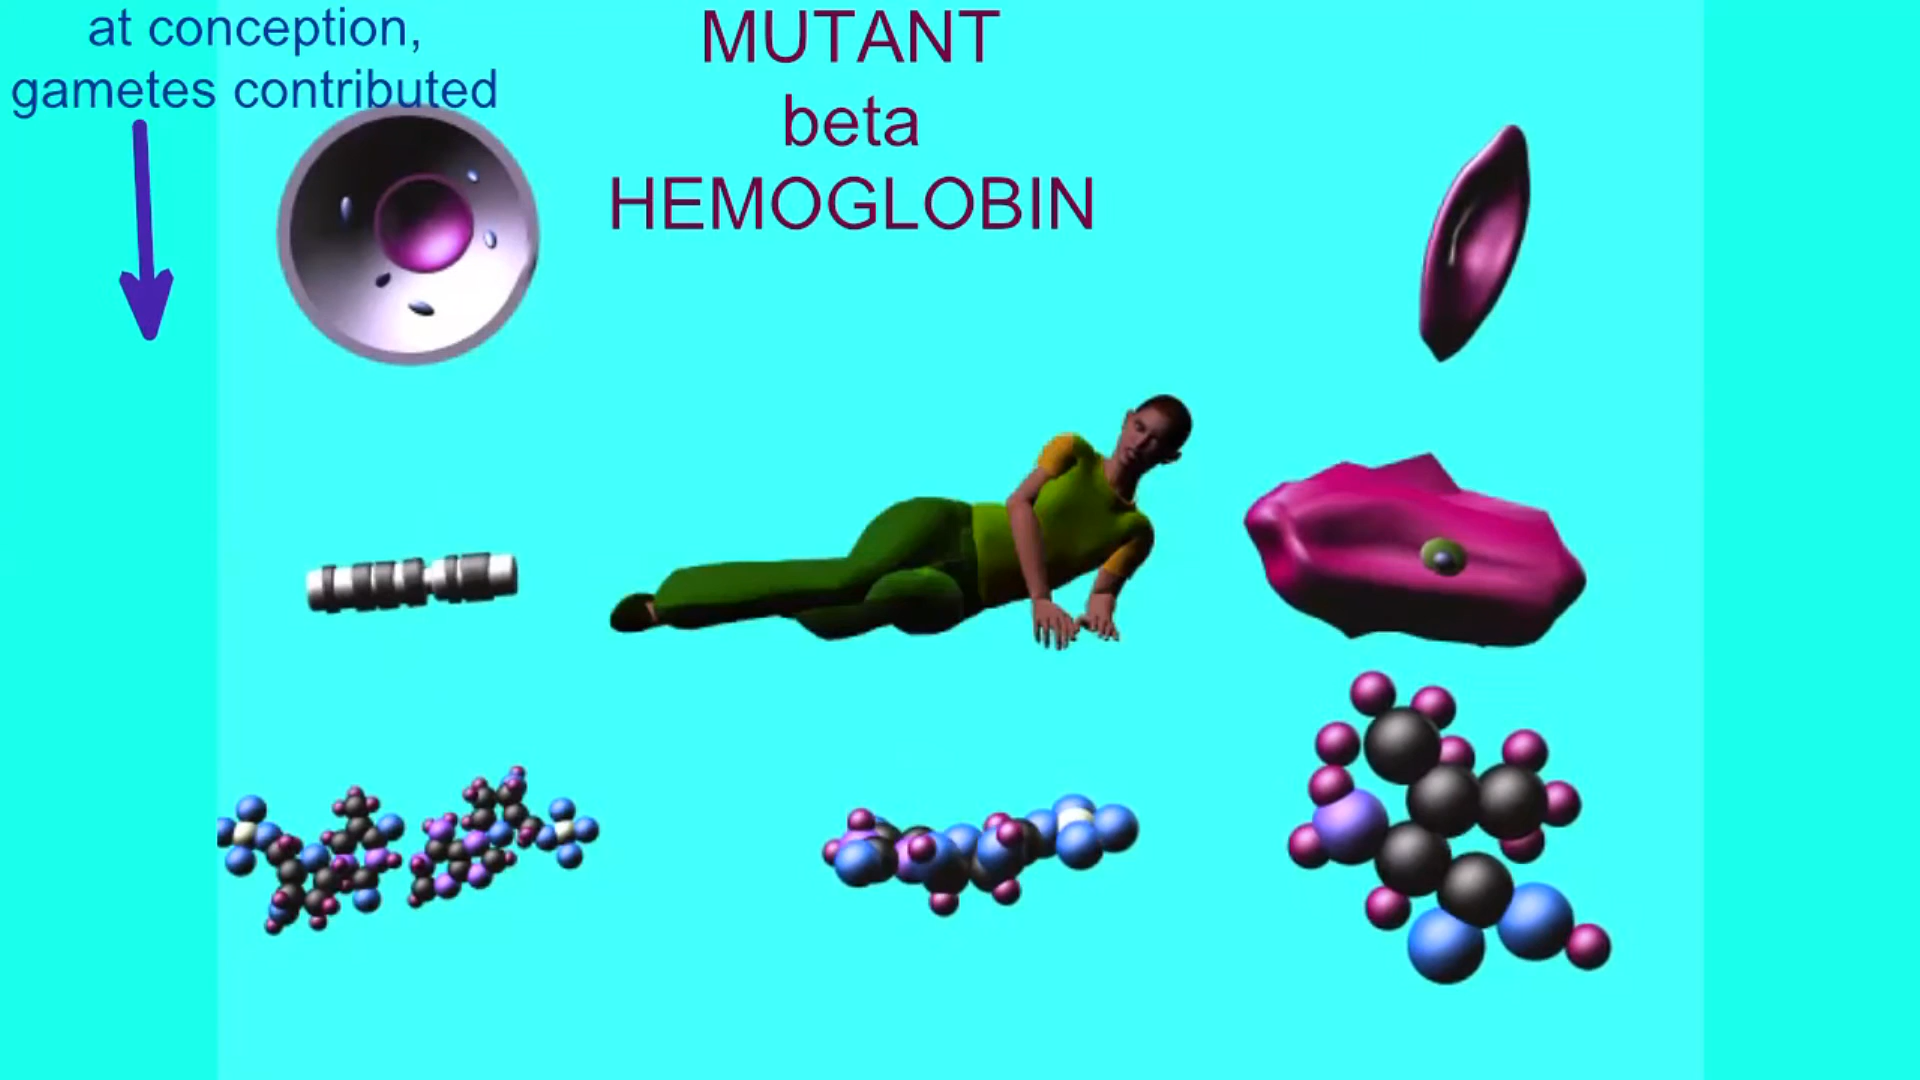 at conception,
gametes contributed
MUTANT
beta
HEMOGLOBIN